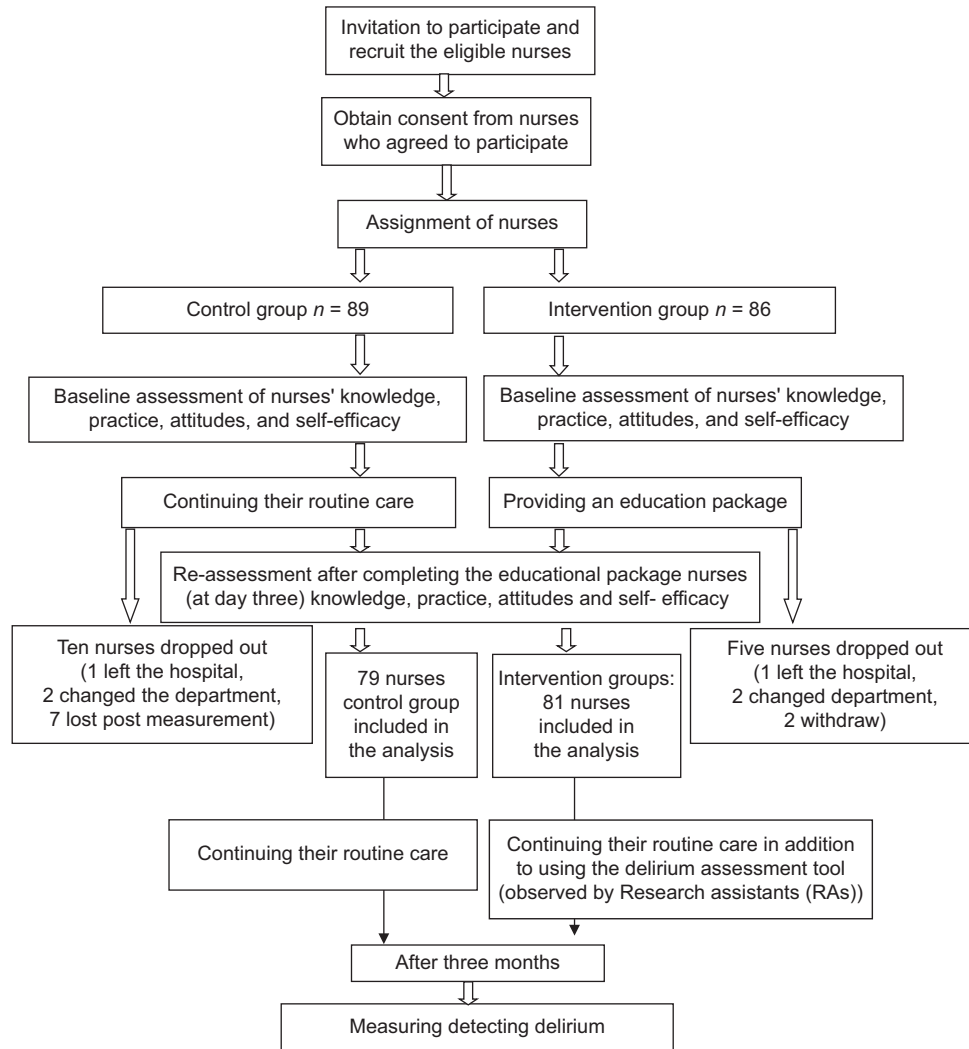 Invitation to participate and
recruit the eligible nurses
Obtain consent from nurses
who agreed to participate
Assignment of nurses
Control group n = 89
Intervention group n = 86
Baseline assessment of nurses' knowledge,
practice, attitudes, and self-efficacy
Baseline assessment of nurses' knowledge,
practice, attitudes, and self-efficacy
Continuing their routine care
Providing an education package
Re-assessment after completing the educational package nurses
(at day three) knowledge, practice, attitudes and self- efficacy
Ten nurses dropped out
(1 left the hospital,
2 changed the department,
7 lost post measurement)
79 nurses
control group
included in
the analysis
Intervention groups:
81 nurses
included in
the analysis
Five nurses dropped out
(1 left the hospital,
2 changed department,
2 withdraw)
Continuing their routine care
Continuing their routine care in addition
to using the delirium assessment tool
(observed by Research assistants (RAs))
After three months
Measuring detecting delirium